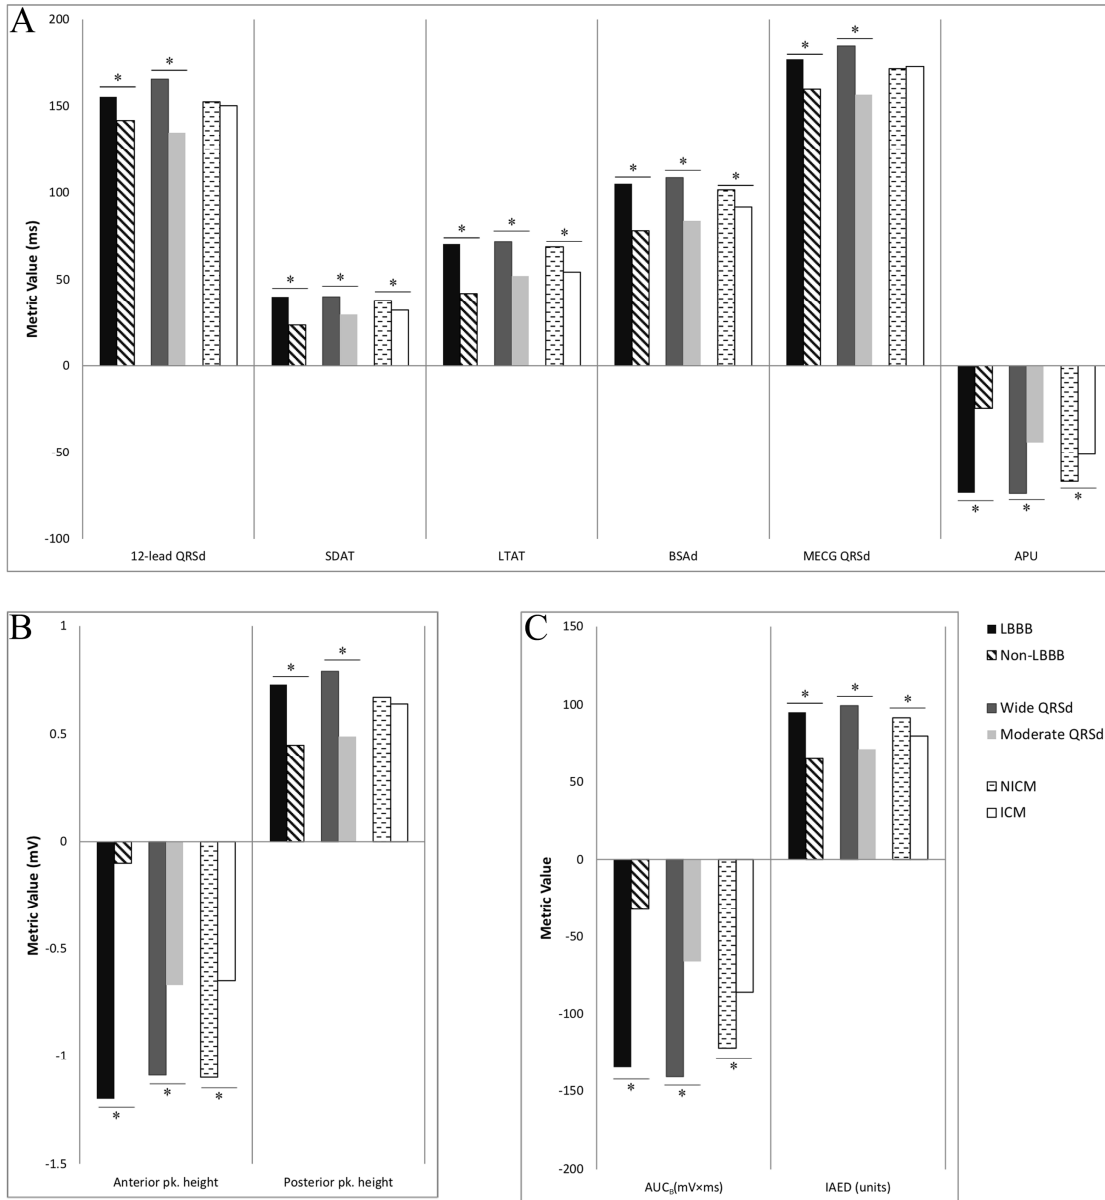 A
200
150
100
50
0
-50
-100
Metric Value (ms)
* * * * * * * * * * * * * * * *
12-lead QRSd SDAT LTAT BSAd MECG QRSd APU
B
1
0.5
0
-0.5
-1
-1.5
Metric Value (mV)
* *
* * *
Anterior pk. height Posterior pk. height
C
150
100
50
0
-50
-100
-150
-200
Metric Value
* * *
* * *
AUCB(mV×ms) IAED (units)
LBBB
Non-LBBB
Wide QRSd
Moderate QRSd
NICM
ICM